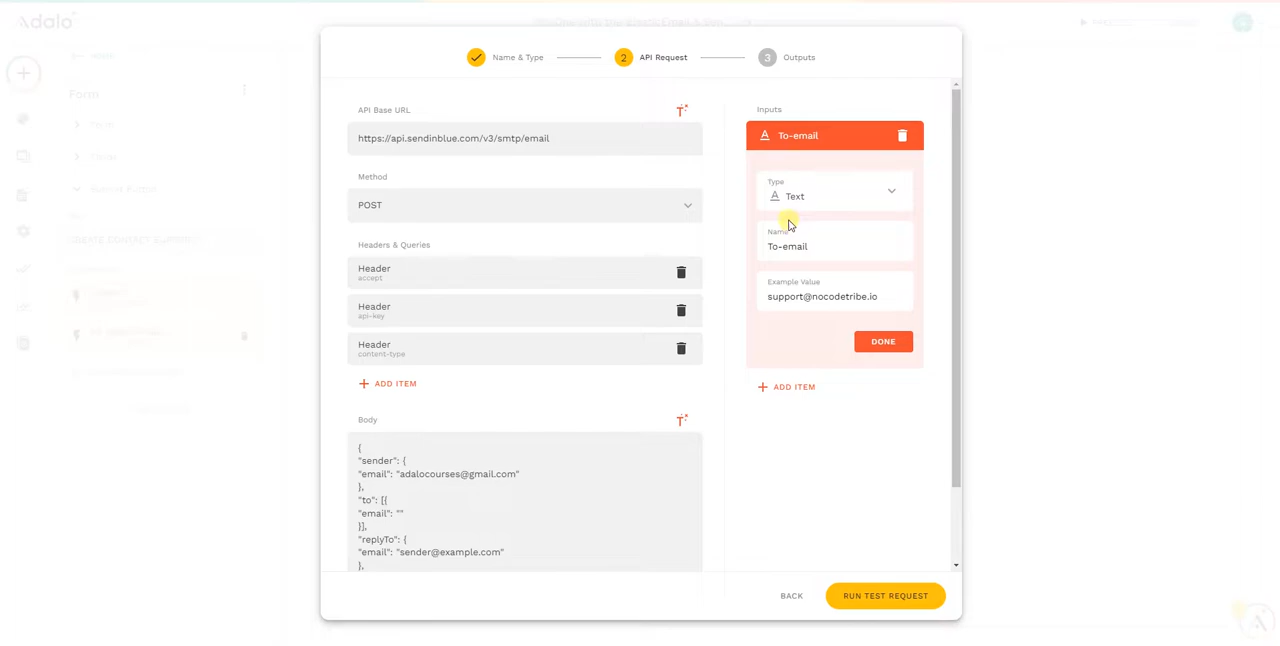 Adalo
Name & Type
2
API Request
3
Outputs
Form
API Base URL
https://api.sendinblue.com/v3/smtp/email
Method
POST
Headers & Queries
Header
accept
Header
api-key
Header
content-type
ADD ITEM
Body
{
"sender": {
"email": "adalocourses@gmail.com"
},
"to": [{
"email": ""
}],
"replyTo": {
"email": "sender@example.com"
},
Inputs
To-email
Type
Text
Name
To-email
Example Value
support@nocodetribe.io
DONE
ADD ITEM
BACK
RUN TEST REQUEST